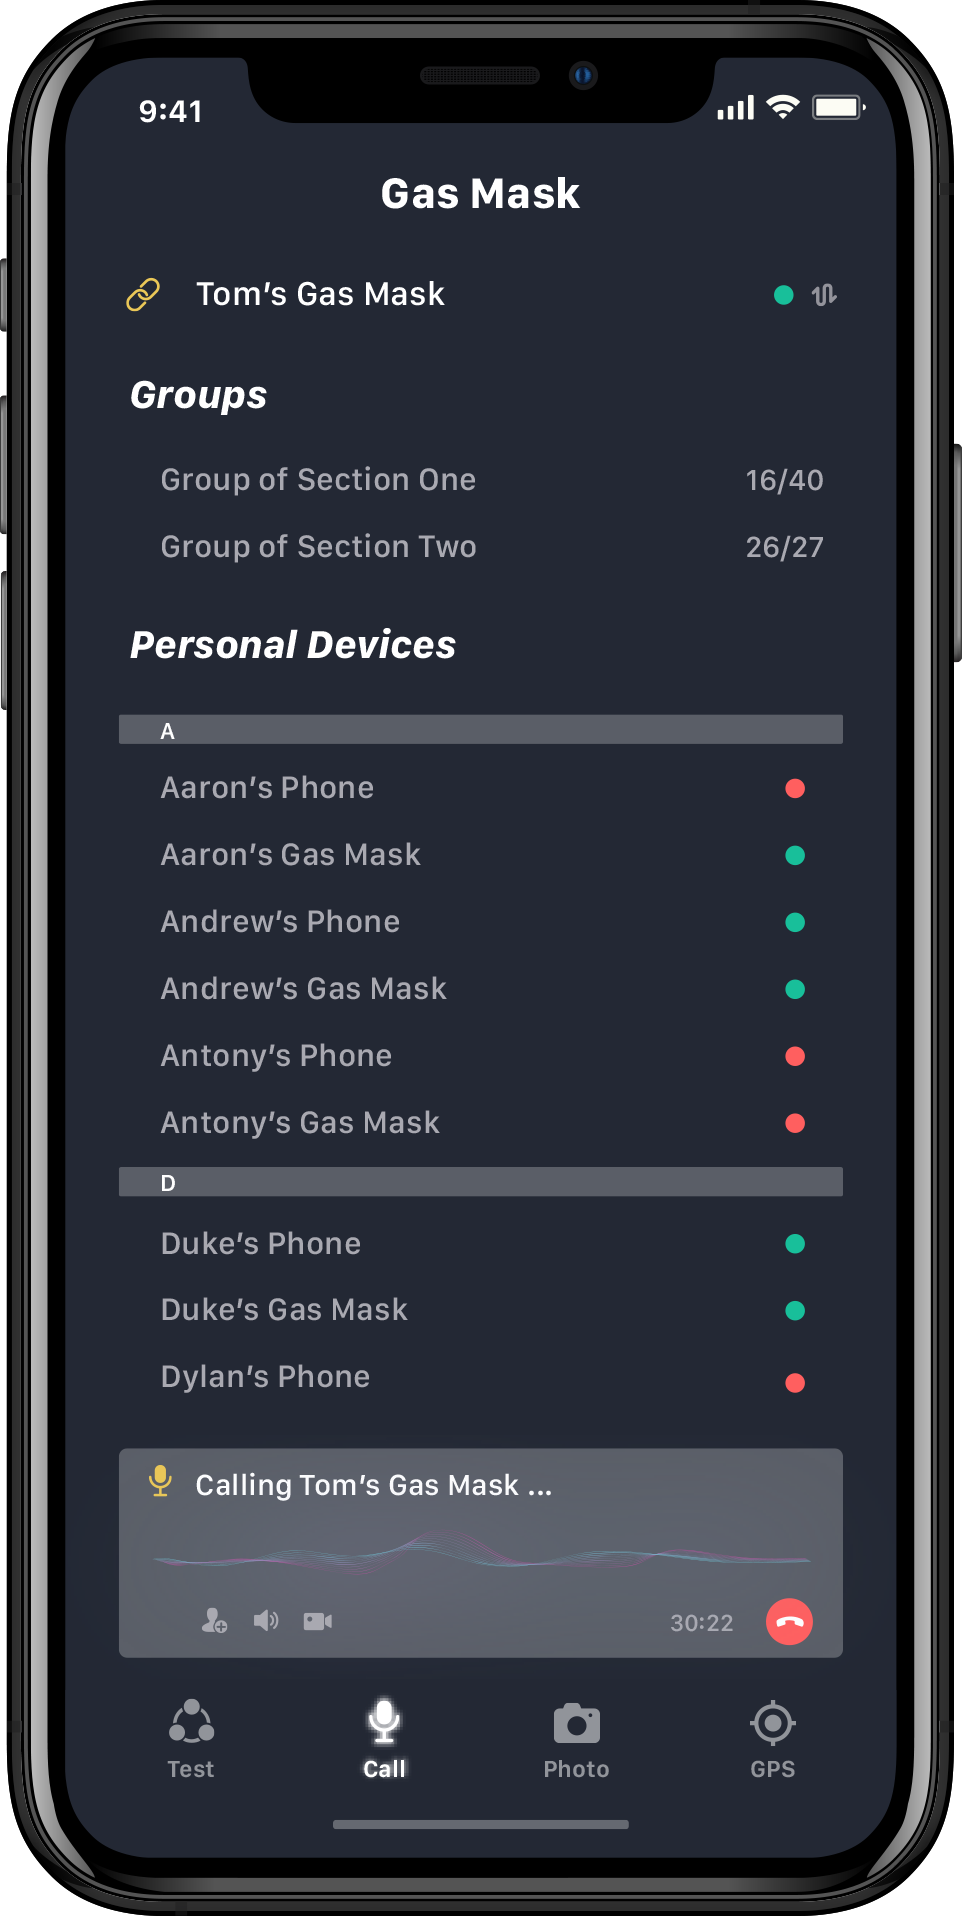 9:41
Gas Mask
Tom's Gas Mask
Groups
Group of Section One 16/40
Group of Section Two 26/27
Personal Devices
A
Aaron's Phone
Aaron's Gas Mask
Andrew's Phone
Andrew's Gas Mask
Antony's Phone
Antony's Gas Mask
D
Duke's Phone
Duke's Gas Mask
Dylan's Phone
Calling Tom's Gas Mask ...
30:22
Test Call Photo GPS